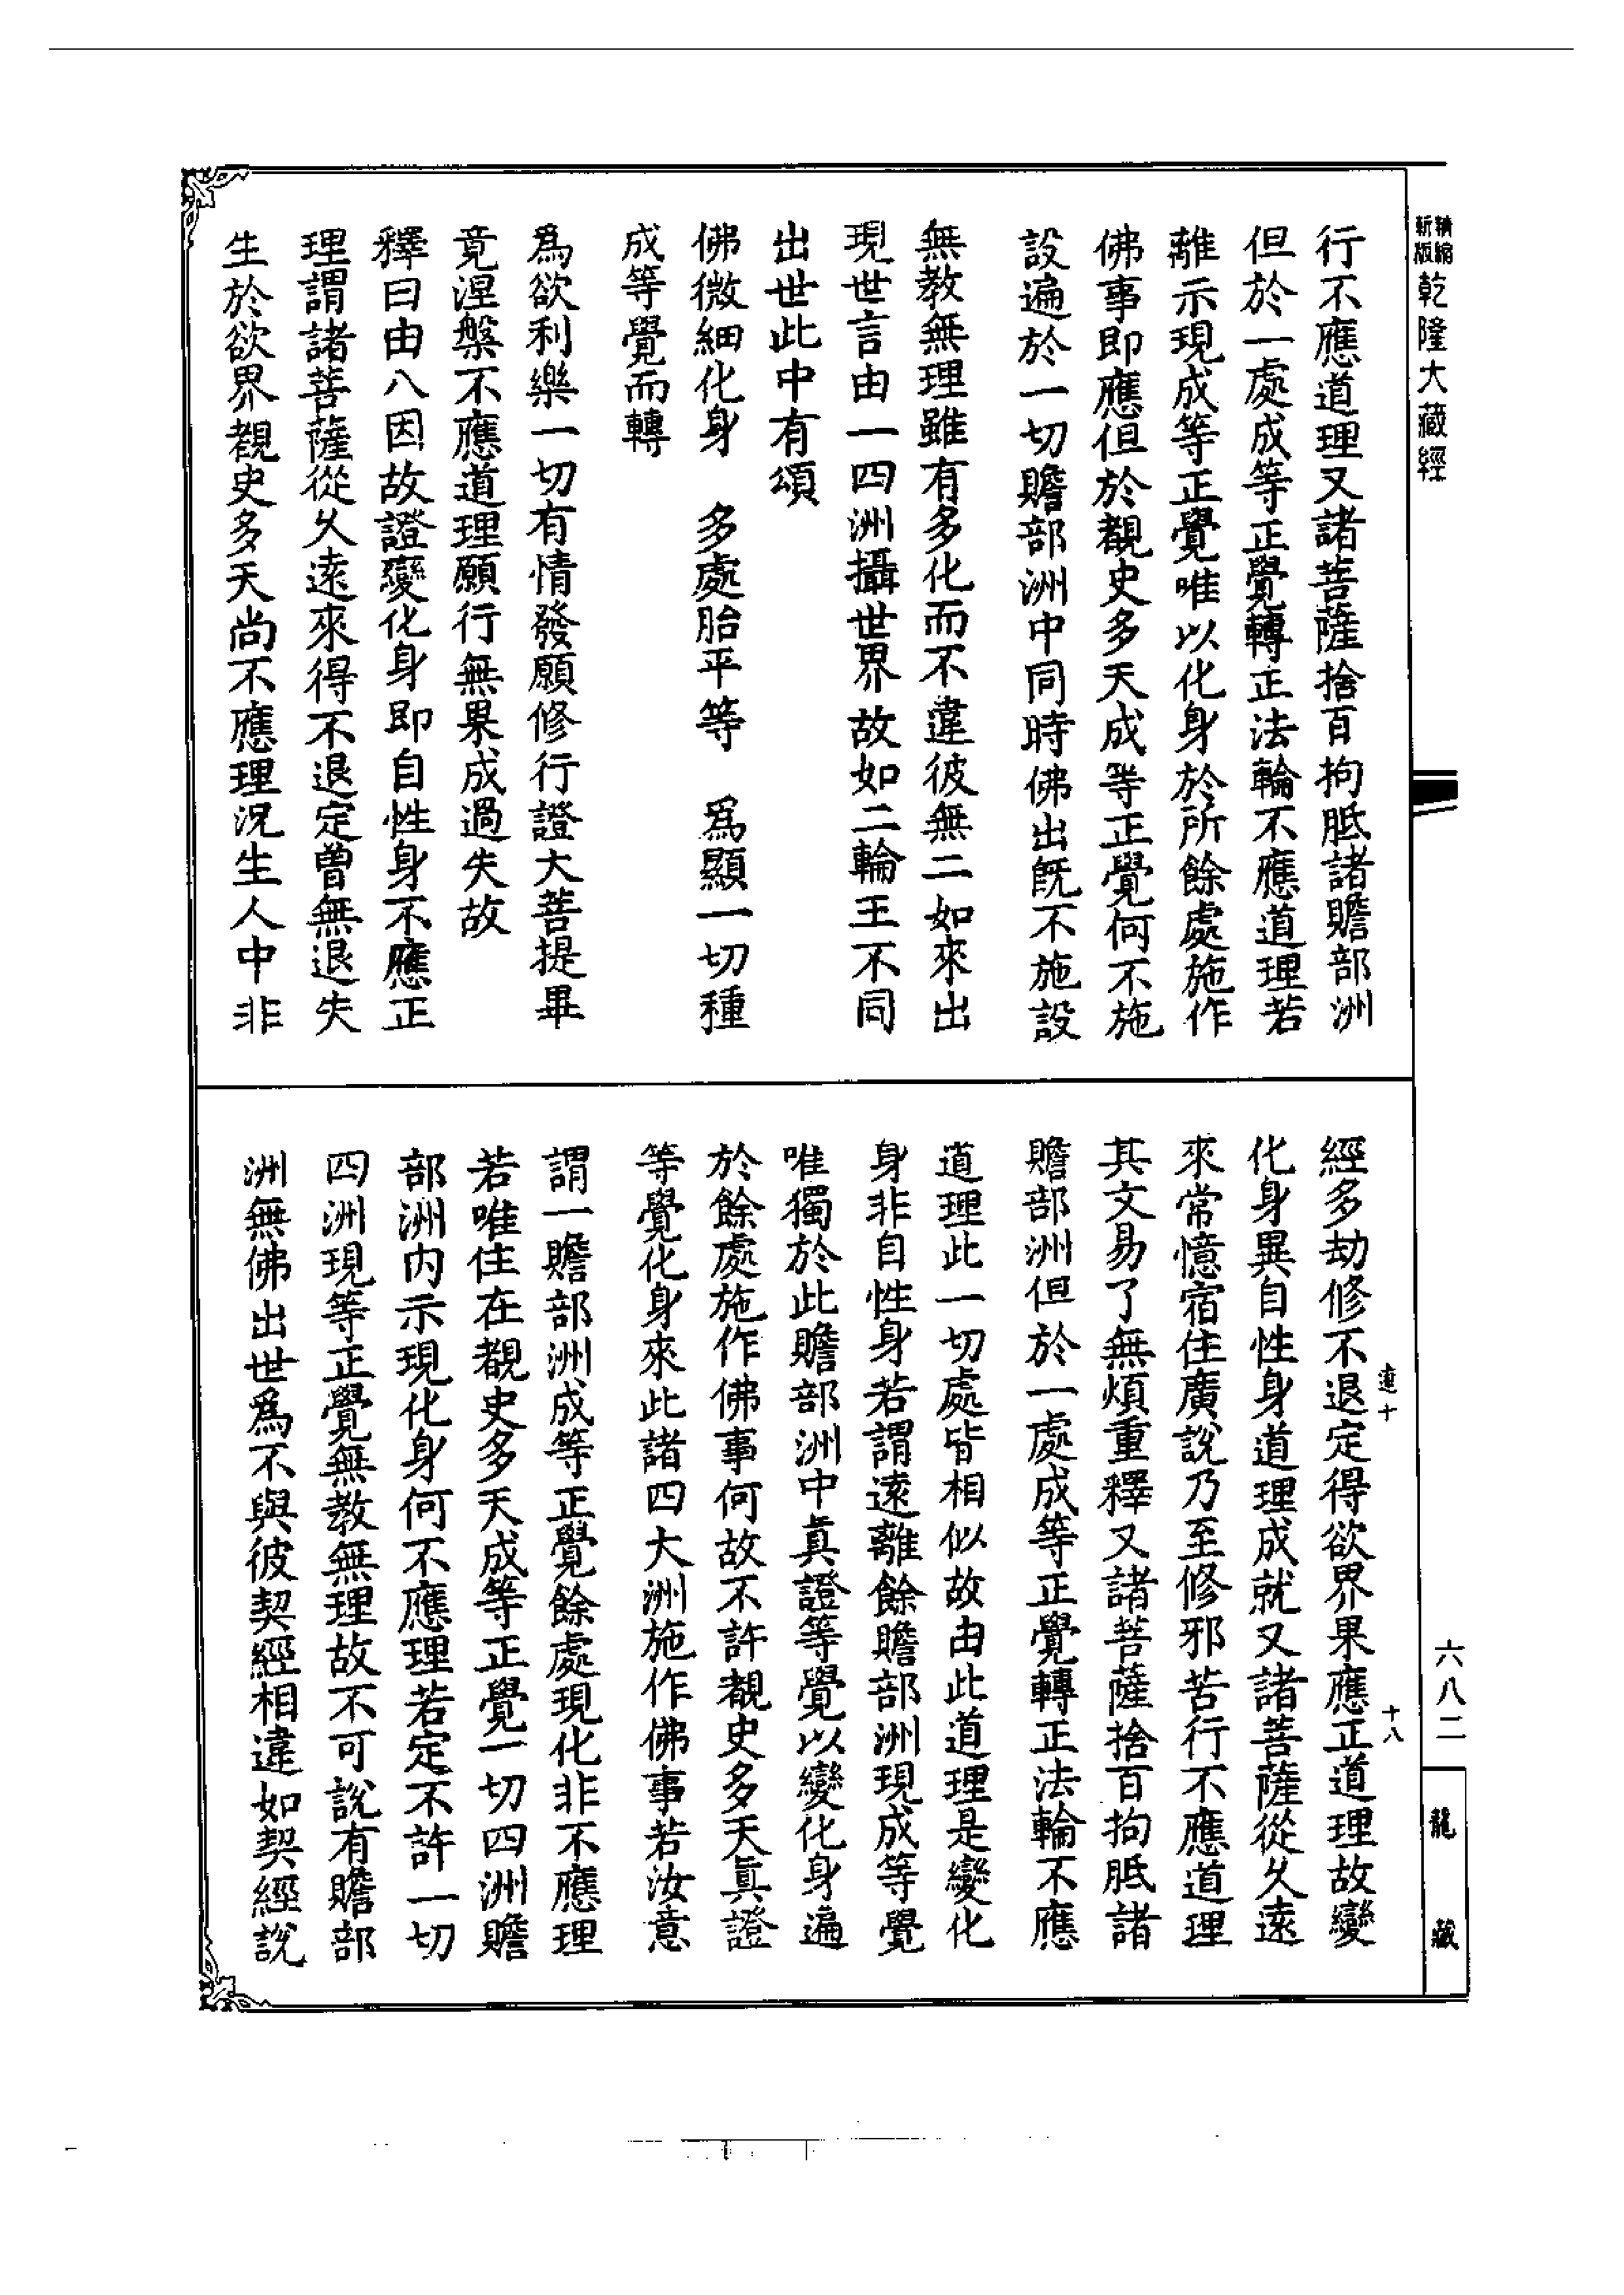 新版精縮乾隆大藏經
行不應道理又諸菩薩捨百拘胝諸贍部洲
但於一處成等正覺轉正法輪不應道理若
離示現成等正覺唯以化身於所餘處施作
佛事即應但於覩史多天成等正覺何不施
設遍於一切贍部洲中同時佛出旣不施設
無教無理雖有多化而不違彼無二如來出
現世言由一四洲攝世界故如二輪王不同
出世此中有頌
佛微細化身　多處胎平等　爲顯一切種
成等覺而轉
爲欲利樂一切有情發願修行證大菩提畢
竟涅槃不應道理願行無果成過失故
釋曰由八因故證變化身即自性身不應正
理謂諸菩薩從久遠來得不退定曾無退失
生於欲界覩史多天尚不應理況生人中非
經多劫修不退定得欲界果應正道理故變
化身異自性身道理成就又諸菩薩從久遠
來常憶宿住廣說乃至修邪苦行不應道理
其文易了無煩重釋又諸菩薩捨百拘胝諸
贍部洲但於一處成等正覺轉正法輪不應
道理此一切處皆相似故由此道理是變化
身非自性身若謂遠離餘贍部洲現成等覺
唯獨於此贍部洲中眞證等覺以變化身遍
於餘處施作佛事何故不許覩史多天眞證
等覺化身來此諸四大洲施作佛事若汝意
謂一贍部洲成等正覺餘處現化非不應理
若唯住在覩史多天成等正覺一切四洲贍
部洲内示現化身何不應理若定不許一切
四洲現等正覺無教無理故不可說有贍部
洲無佛出世爲不與彼契經相違如契經說
十八
六八二
龍藏